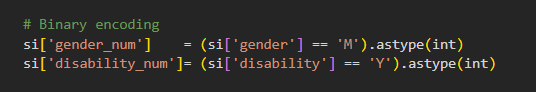 # Binary encoding
si['gender_num']    = (si['gender'] == 'M').astype(int)
si['disability_num']= (si['disability'] == 'Y').astype(int)